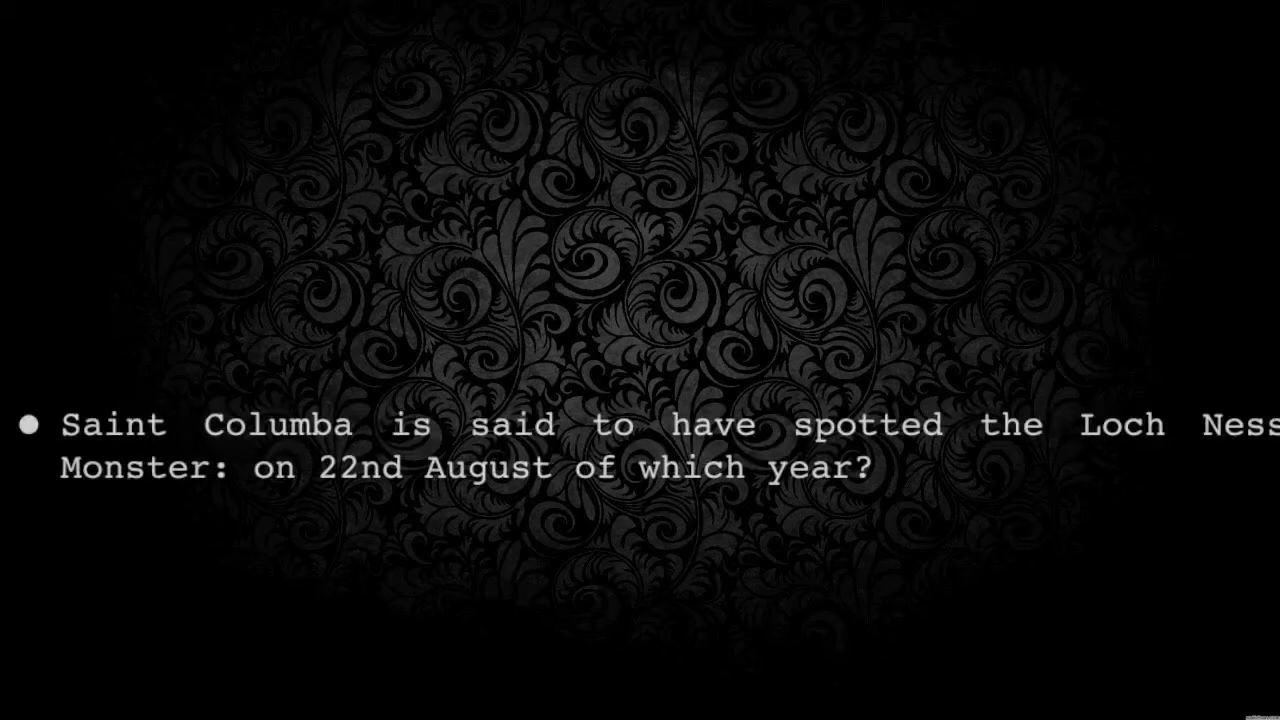 ● Saint Columba is said to have spotted the Loch Ness
Monster: on 22nd August of which year?